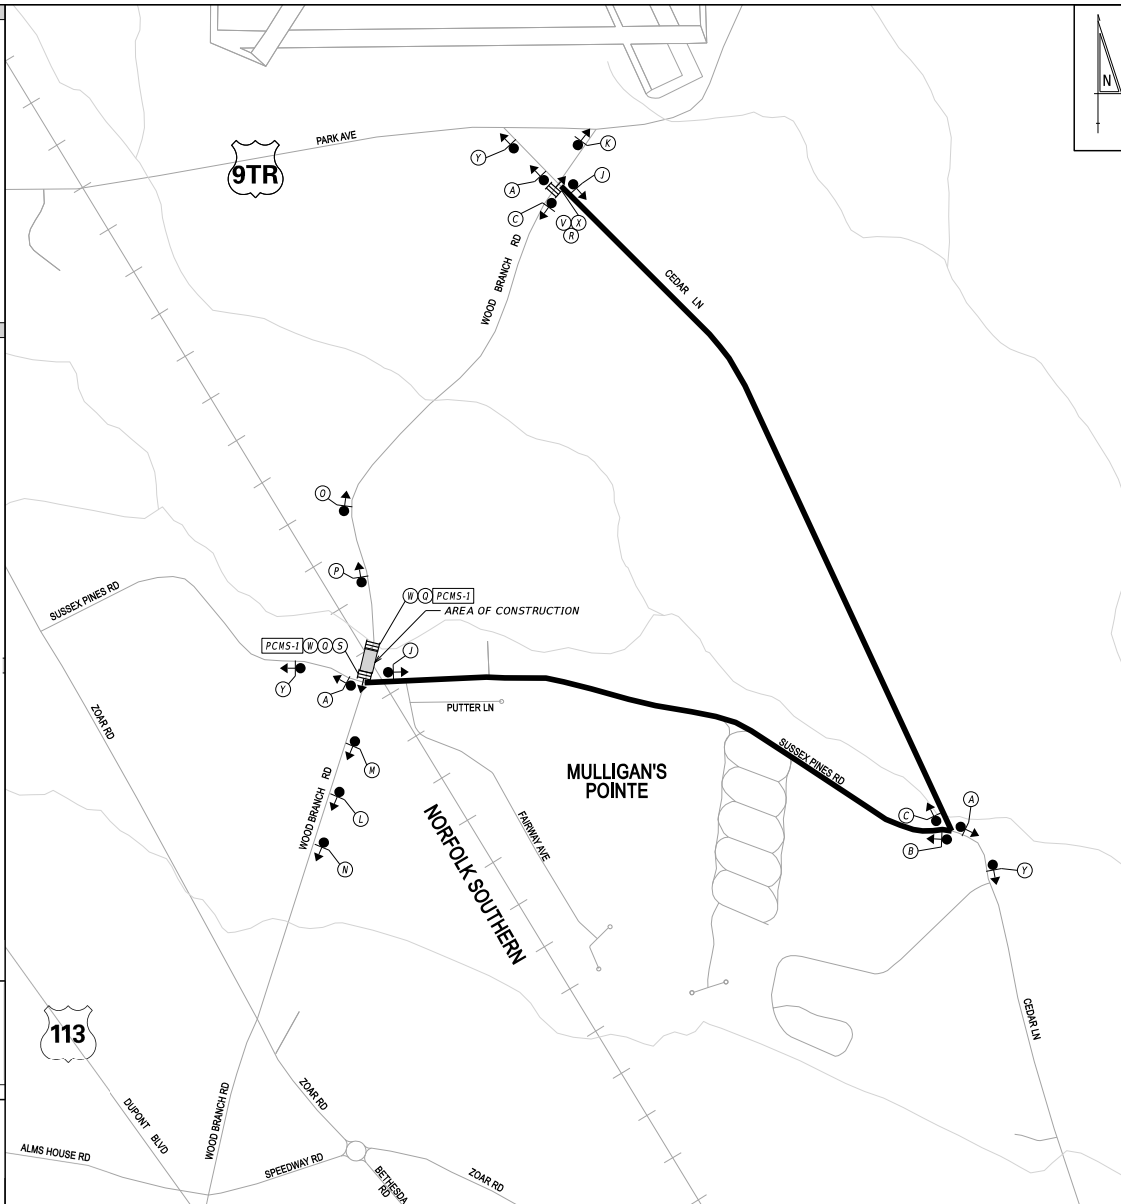 N
PARK AVE
9TR
K
Y
J
A
C
V X
R
WOOD BRANCH RD
CEDAR LN
O
P
SUSSEX PINES RD
W Q PCMS-1
AREA OF CONSTRUCTION
PCMS-1 W Q S
J
Y
A
PUTTER LN
ZOAR RD
M
MULLIGAN'S
POINTE
SUSSEX PINES RD
WOOD BRANCH RD
L
C
A
FAIRWAY AVE
B
N
Y
NORFOLK SOUTHERN
CEDAR LN
113
ZOAR RD
DUPONT BLVD
WOOD BRANCH RD
ALMS HOUSE RD
SPEEDWAY RD
BETHESDA
RD
ZOAR RD